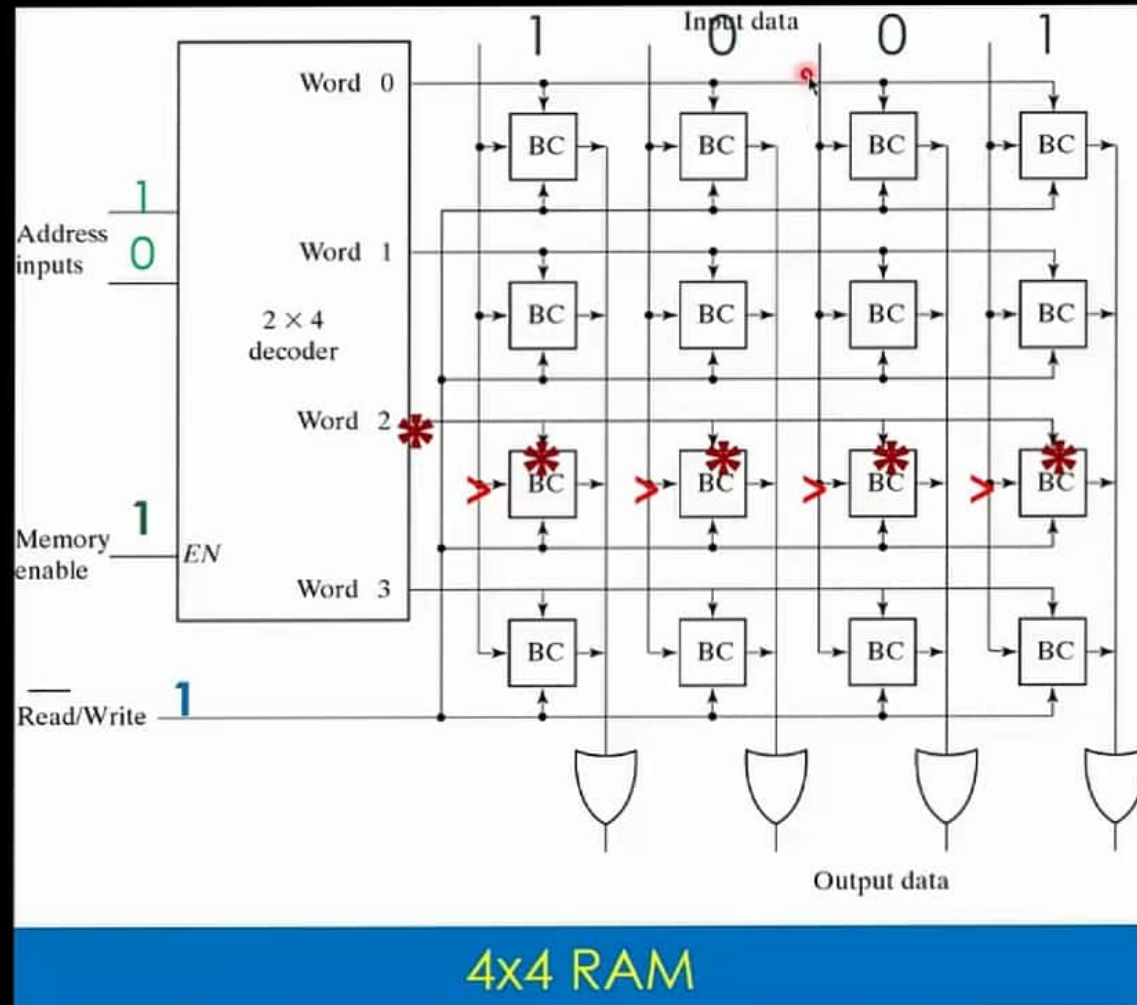 Input data
1 0 0 1
Word 0
BC BC BC BC
1
Address
inputs
0
Word 1
BC BC BC BC
2 × 4
decoder
Word 2
* * * * *
> BC > BC > BC > BC
1
Memory
enable
EN
Word 3
BC BC BC BC
1
Read/Write
Output data
4x4 RAM